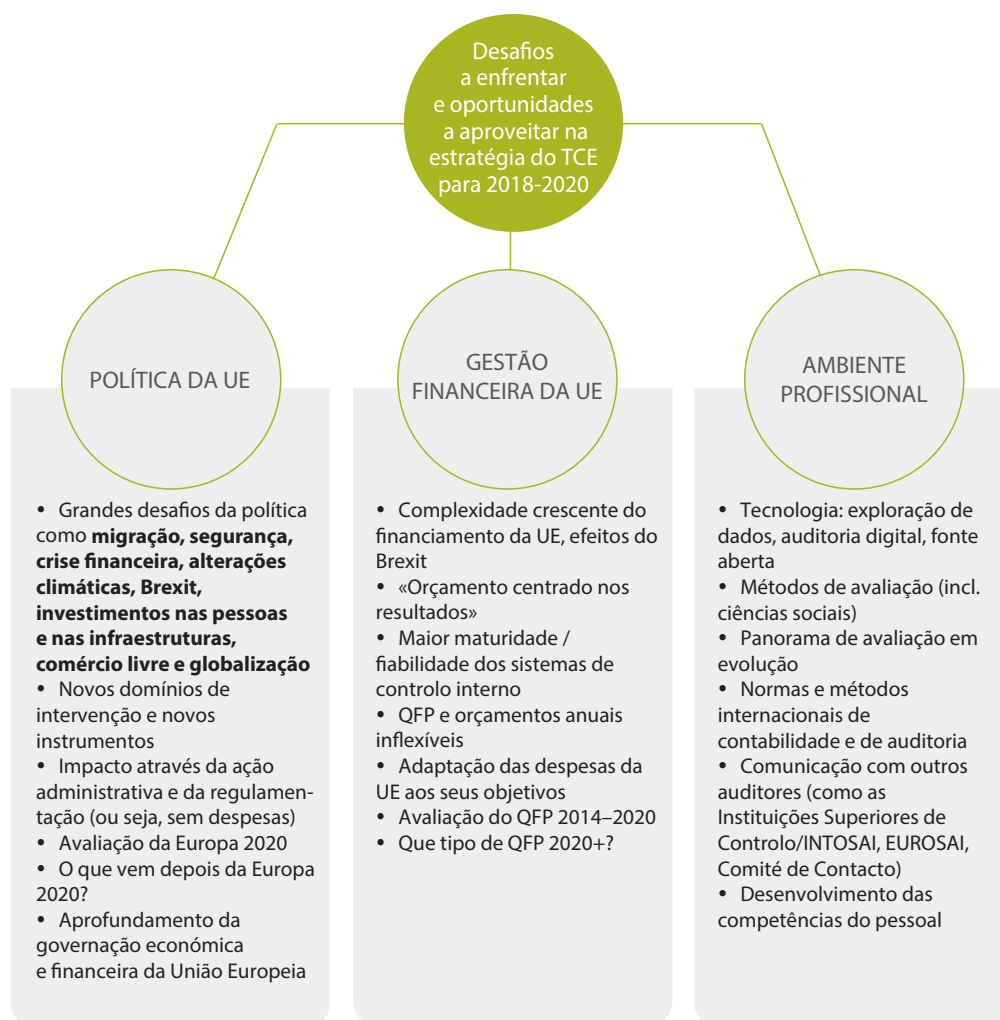 Desafios
a enfrentar
e oportunidades
a aproveitar na
estratégia do TCE
para 2018-2020
POLÍTICA DA UE
• Grandes desafios da política
como migração, segurança,
crise financeira, alterações
climáticas, Brexit,
investimentos nas pessoas
e nas infraestruturas,
comércio livre e globalização
• Novos domínios de
intervenção e novos
instrumentos
• Impacto através da ação
administrativa e da regulamen-
tação (ou seja, sem despesas)
• Avaliação da Europa 2020
• O que vem depois da Europa
2020?
• Aprofundamento da
governação económica
e financeira da União Europeia
GESTÃO
FINANCEIRA DA UE
• Complexidade crescente do
financiamento da UE, efeitos do
Brexit
• «Orçamento centrado nos
resultados»
• Maior maturidade /
fiabilidade dos sistemas de
controlo interno
• QFP e orçamentos anuais
inflexíveis
• Adaptação das despesas da
UE aos seus objetivos
• Avaliação do QFP 2014–2020
• Que tipo de QFP 2020+?
AMBIENTE
PROFISSIONAL
• Tecnologia: exploração de
dados, auditoria digital, fonte
aberta
• Métodos de avaliação (incl.
ciências sociais)
• Panorama de avaliação em
evolução
• Normas e métodos
internacionais de
contabilidade e de auditoria
• Comunicação com outros
auditores (como as
Instituições Superiores de
Controlo/INTOSAI, EUROSAI,
Comité de Contacto)
• Desenvolvimento das
competências do pessoal